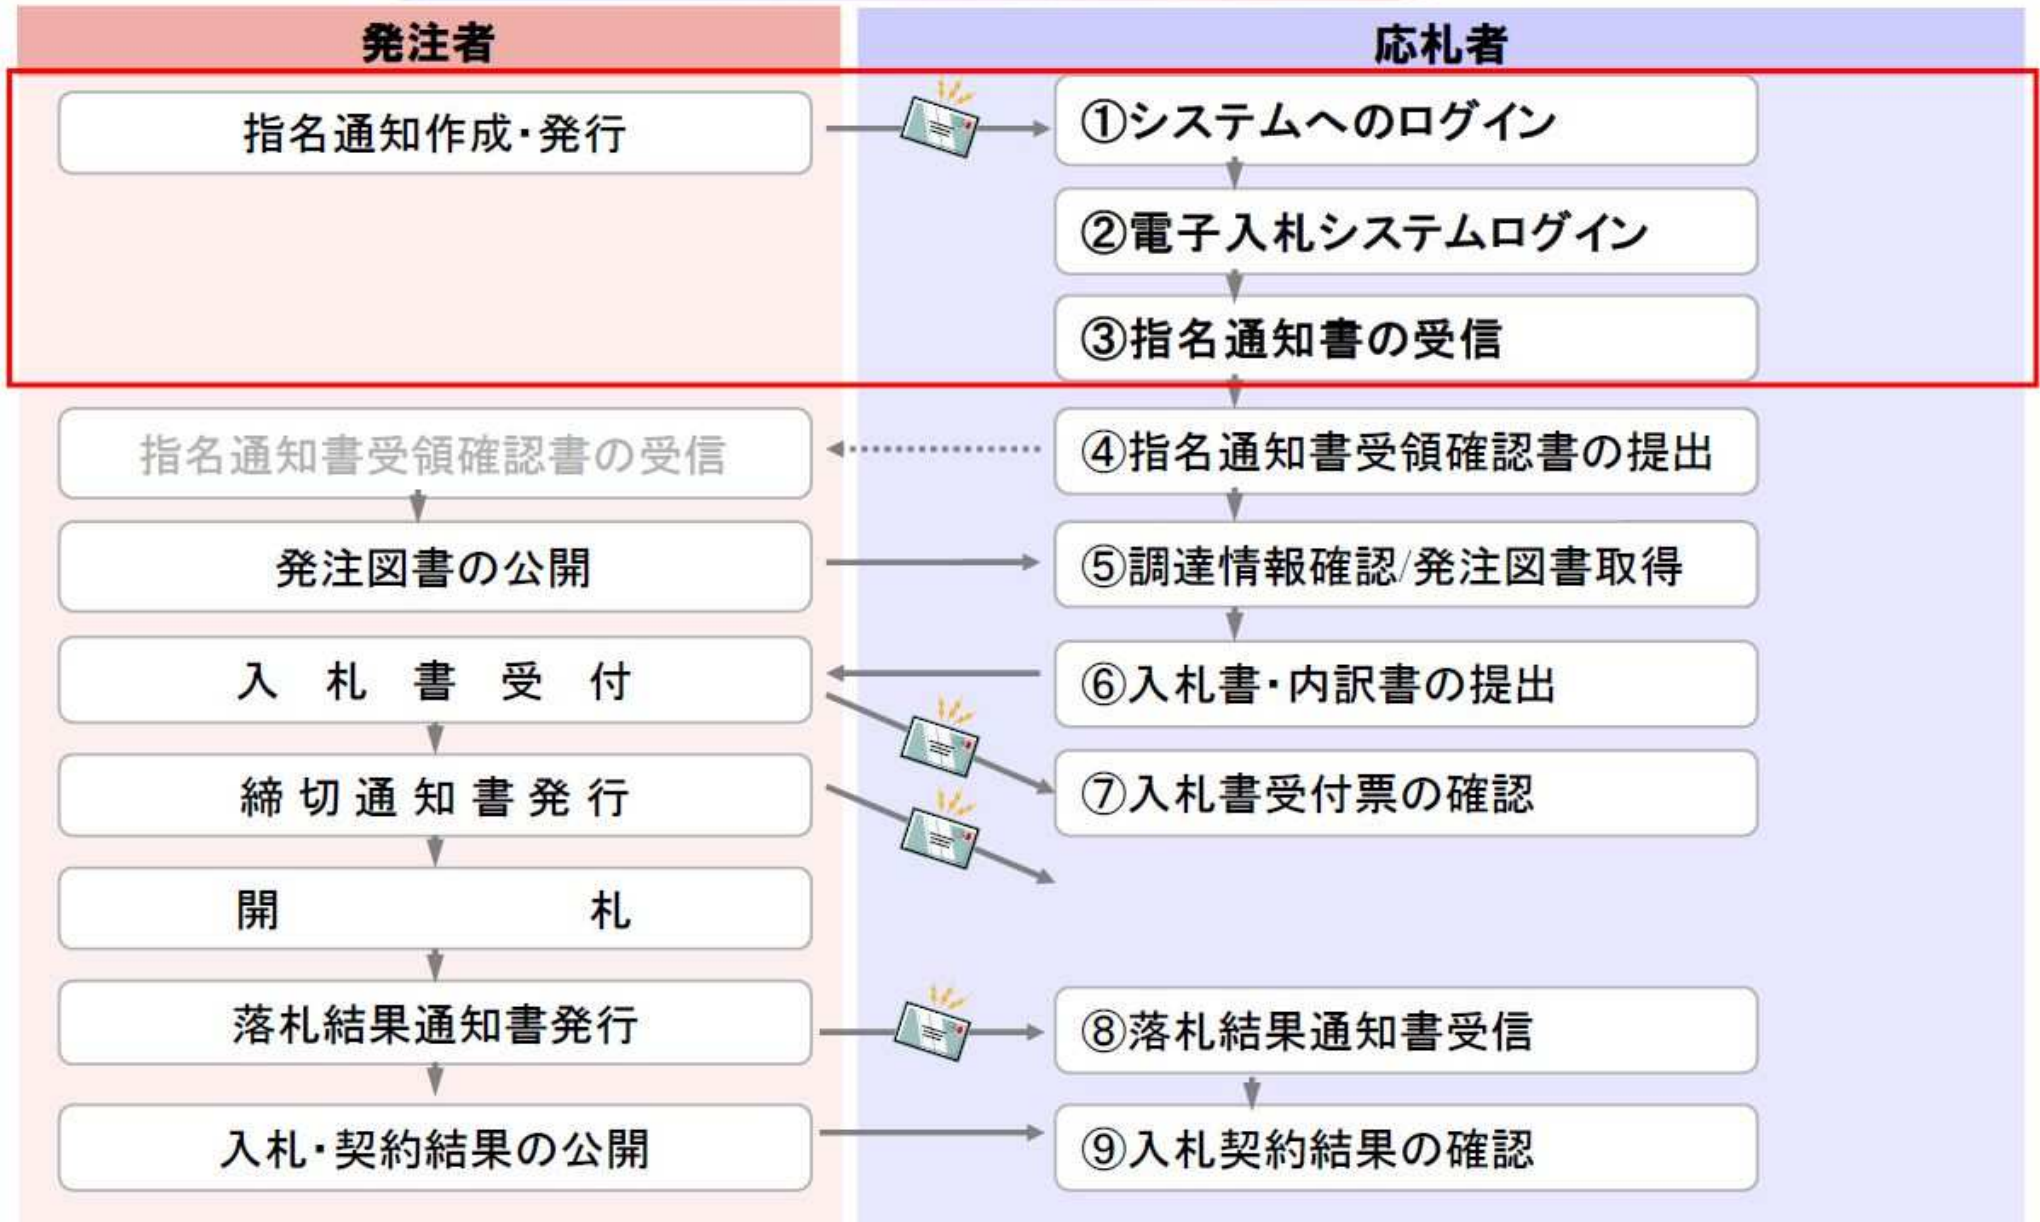 発注者
応札者
指名通知作成・発行
①システムへのログイン
②電子入札システムログイン
③指名通知書の受信
指名通知書受領確認書の受信
④指名通知書受領確認書の提出
発注図書の公開
⑤調達情報確認/発注図書取得
入札書受付
⑥入札書・内訳書の提出
締切通知書発行
⑦入札書受付票の確認
開札
落札結果通知書発行
⑧落札結果通知書受信
入札・契約結果の公開
⑨入札契約結果の確認